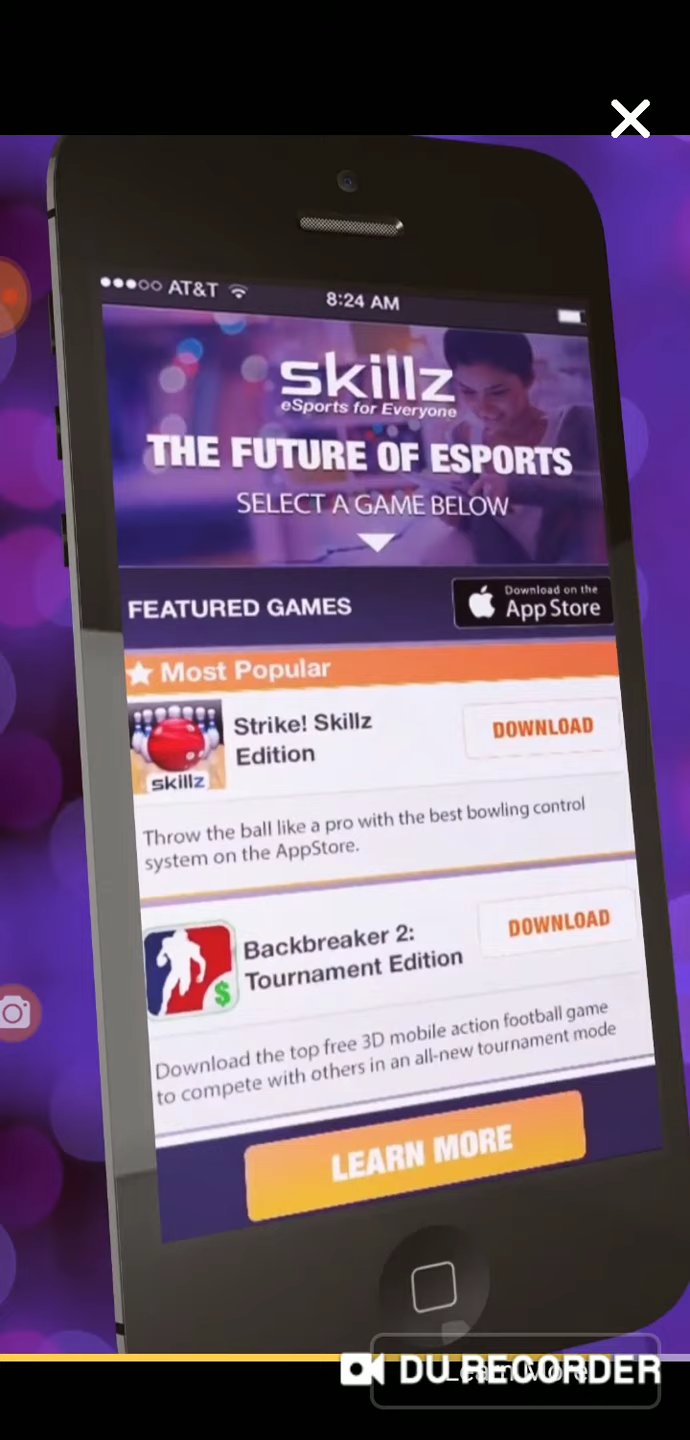 AT&T 8:24 AM
skillz
eSports for Everyone
THE FUTURE OF ESPORTS
SELECT A GAME BELOW
FEATURED GAMES
Download on the
App Store
Most Popular
Strike! Skillz
Edition
DOWNLOAD
skillz
Throw the ball like a pro with the best bowling control
system on the AppStore.
Backbreaker 2:
Tournament Edition
DOWNLOAD
$
Download the top free 3D mobile action football game
to compete with others in an all-new tournament mode
LEARN MORE
Learn More
DU RECORDER